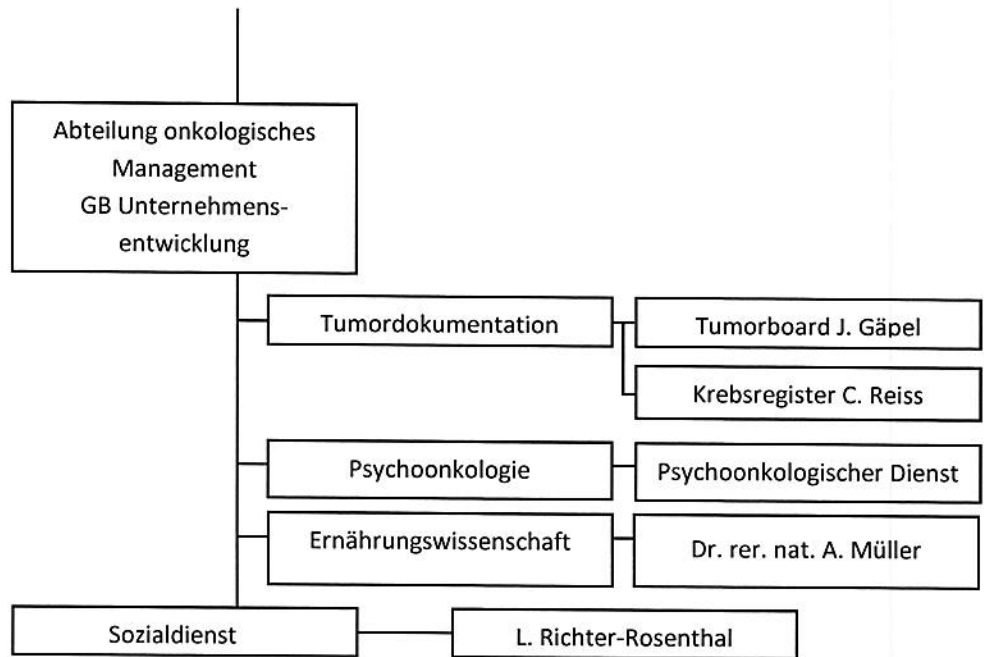 Abteilung onkologisches
Management
GB Unternehmens-
entwicklung
Tumordokumentation
Tumorboard J. Gäpel
Krebsregister C. Reiss
Psychoonkologie
Psychoonkologischer Dienst
Ernährungswissenschaft
Dr. rer. nat. A. Müller
Sozialdienst
L. Richter-Rosenthal